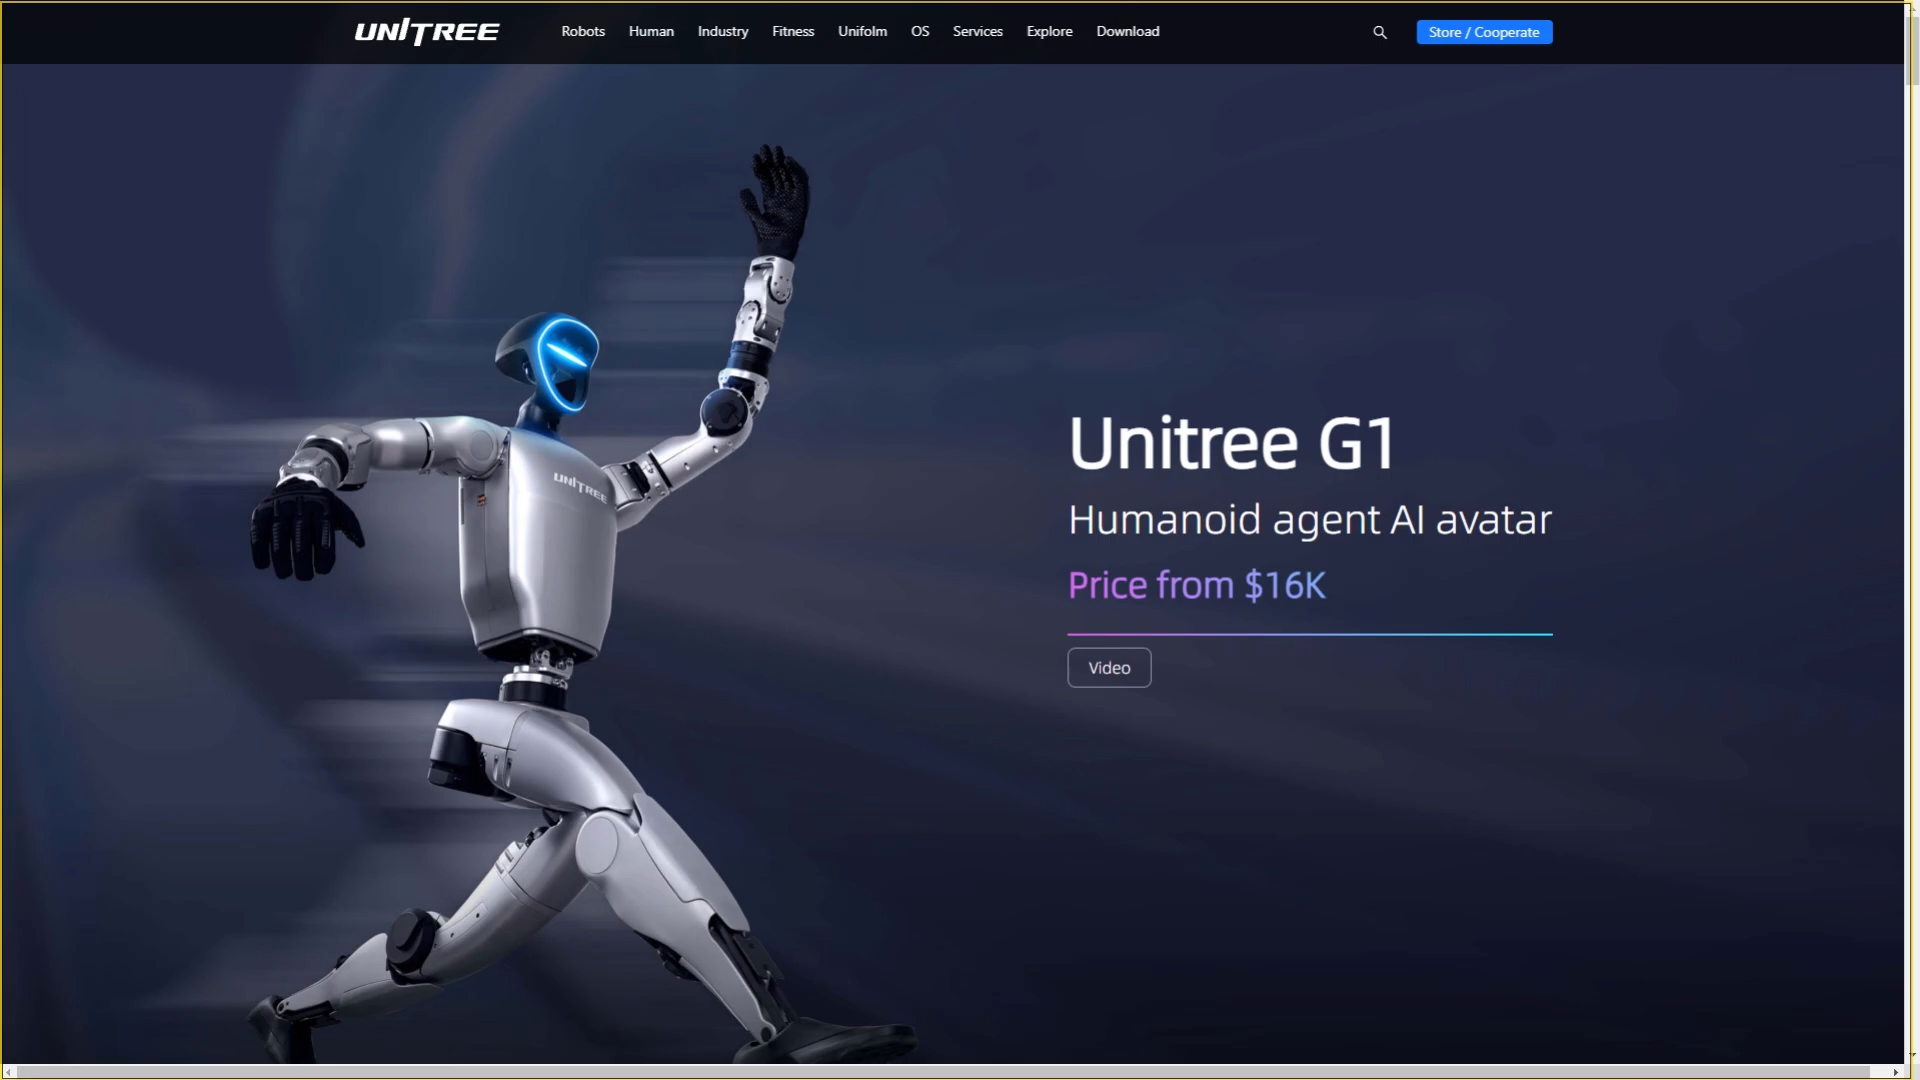 UNITREE
Robots Human Industry Fitness Unifolm OS Services Explore Download
Store / Cooperate
UNITREE
Unitree G1
Humanoid agent AI avatar
Price from $16K
Video